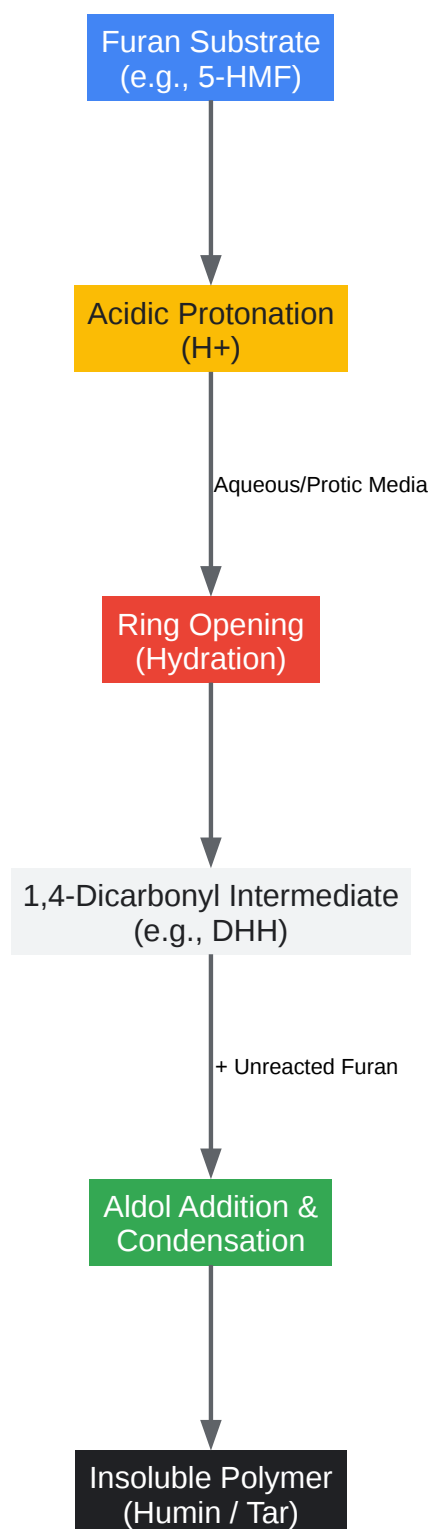 Furan Substrate
(e.g., 5-HMF)
Acidic Protonation
(H+)
Aqueous/Protic Media
Ring Opening
(Hydration)
1,4-Dicarbonyl Intermediate
(e.g., DHH)
+ Unreacted Furan
Aldol Addition &
Condensation
Insoluble Polymer
(Humin / Tar)